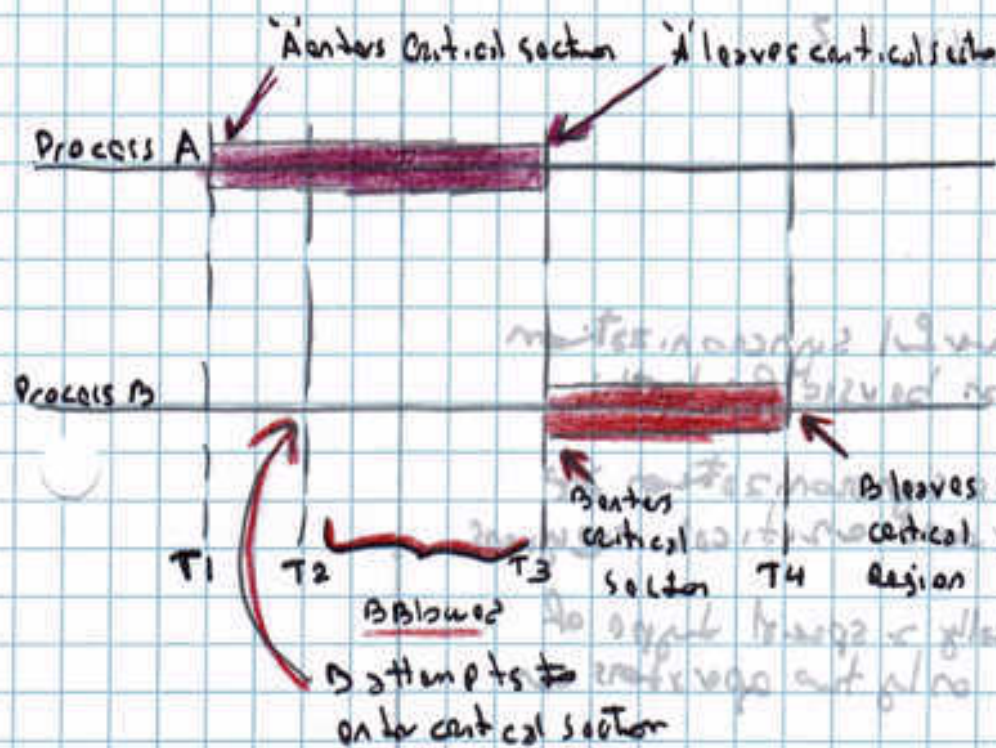 "A" enters Critical section
"A" leaves critical section
Process A
Process B
B enters
critical
section
B leaves
critical
Region
T1
T2
T3
T4
B Blocked
B attempts to
enter critical section